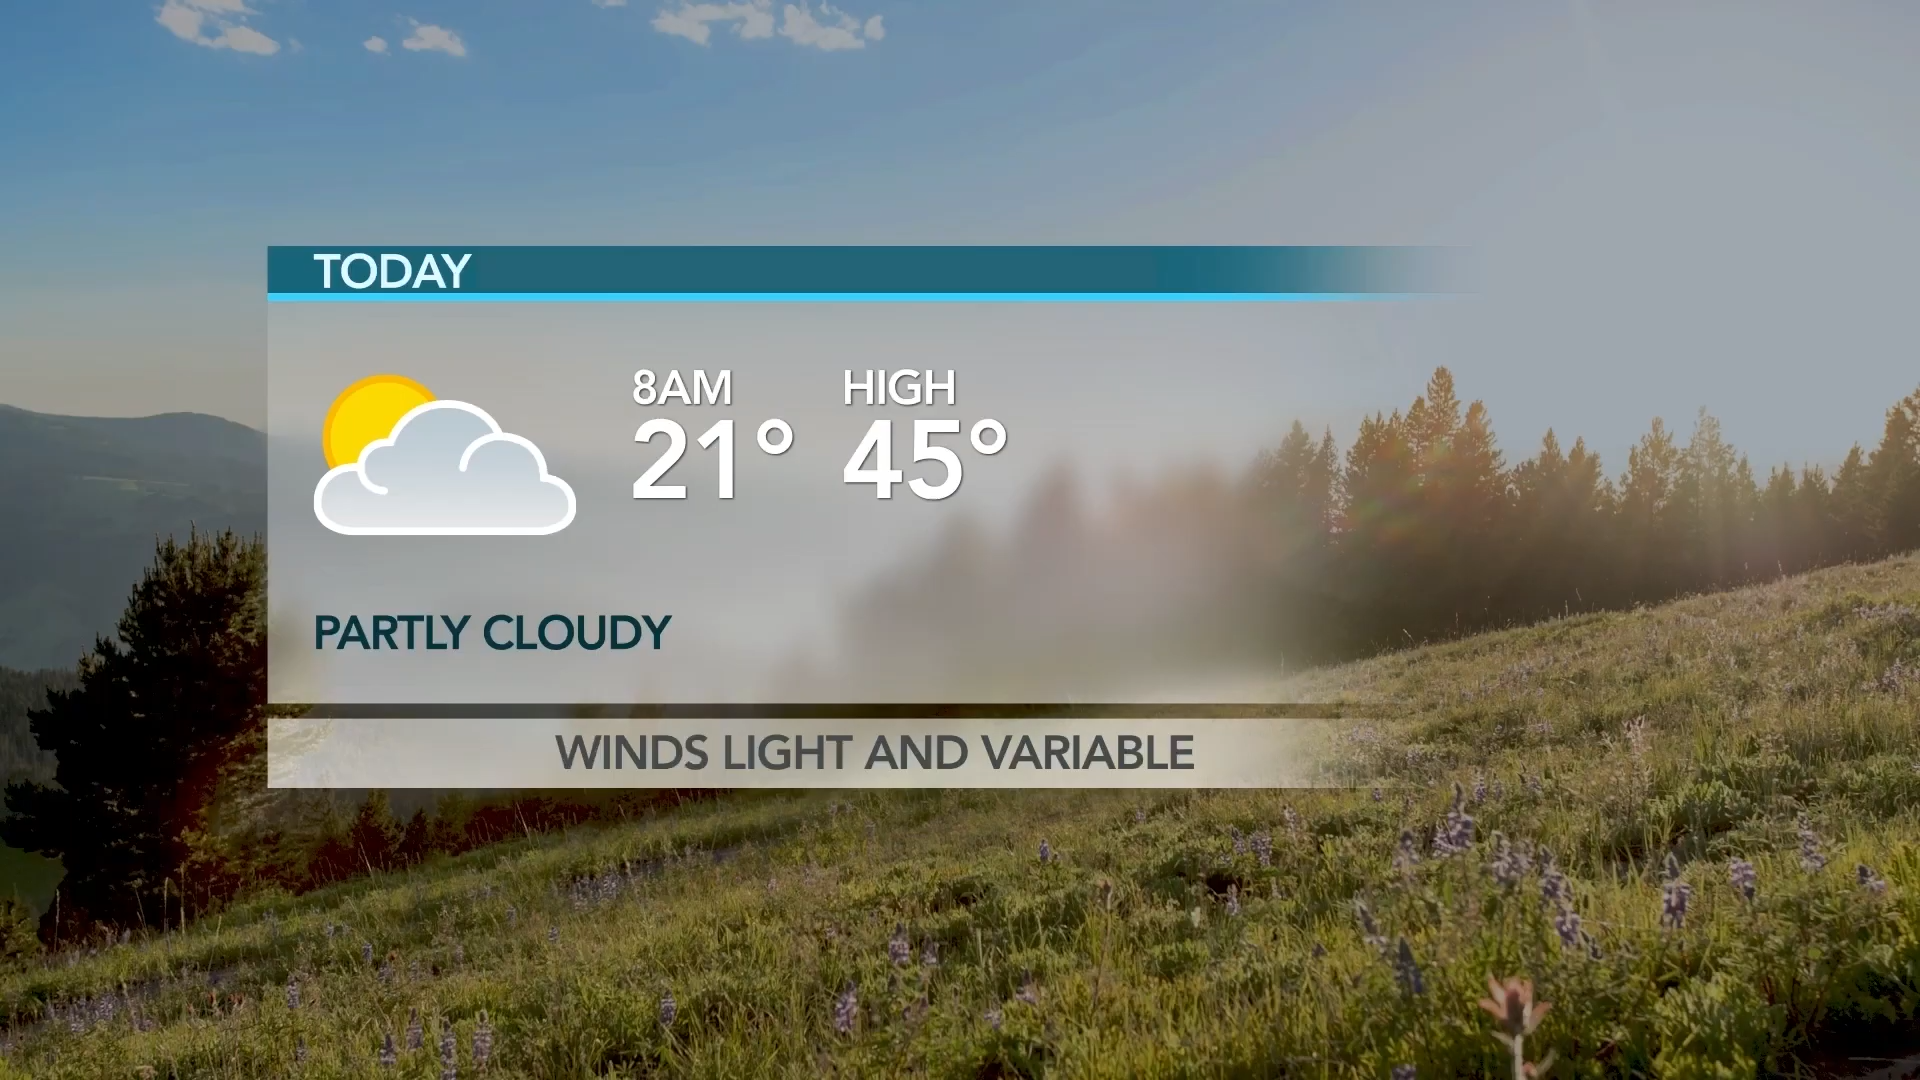 TODAY
8AM HIGH
21° 45°
PARTLY CLOUDY
WINDS LIGHT AND VARIABLE